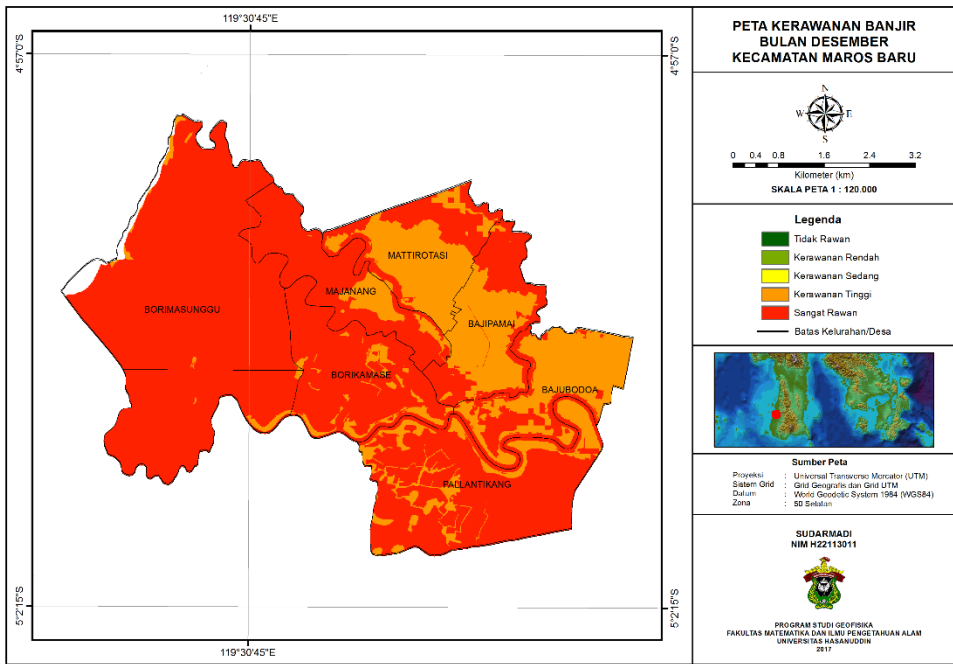 119°30'45"E
4°57'0"S
4°57'0"S
MATTIROTASI
MAJANANG
BORIMASUNGGU
BAJIPAMAI
BORIKAMASE
BAJUBODOA
PALLANTIKANG
5°2'15"S
5°2'15"S
119°30'45"E
PETA KERAWANAN BANJIR
BULAN DESEMBER
KECAMATAN MAROS BARU
N
W E
S
0 0.4 0.8 1.6 2.4 3.2
Kilometer (km)
SKALA PETA 1 : 120.000
Legenda
Tidak Rawan
Kerawanan Rendah
Kerawanan Sedang
Kerawanan Tinggi
Sangat Rawan
Batas Kelurahan/Desa
Sumber Peta
Proyeksi : Universal Transverse Mercator (UTM)
Sistem Grid : Grid Geografis dan Grid UTM
Datum : World Geodetic System 1984 (WGS84)
Zona : 50 Selatan
SUDARMADI
NIM H22113011
PROGRAM STUDI GEOFISIKA
FAKULTAS MATEMATIKA DAN ILMU PENGETAHUAN ALAM
UNIVERSITAS HASANUDDIN
2017